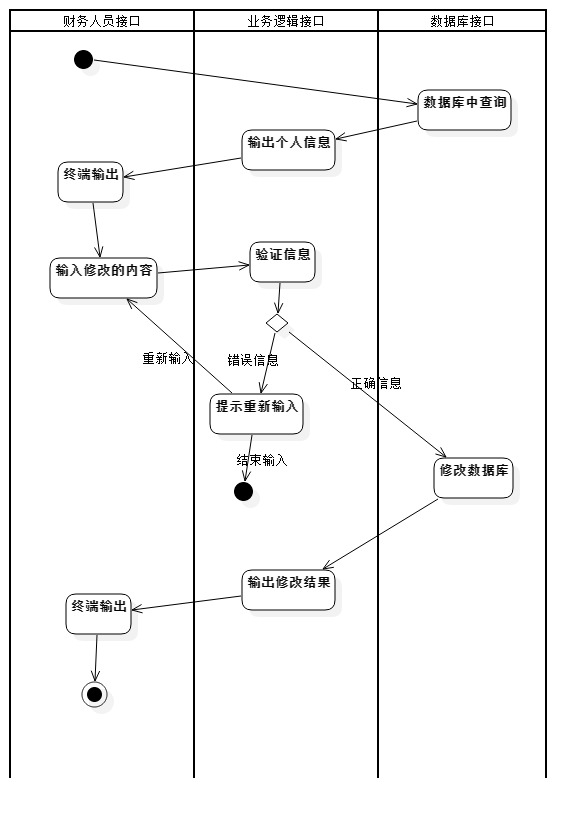 财务人员接口
业务逻辑接口
数据库接口
数据库中查询
输出个人信息
终端输出
输入修改的内容
验证信息
重新输入
错误信息
正确信息
提示重新输入
结束输入
修改数据库
输出修改结果
终端输出